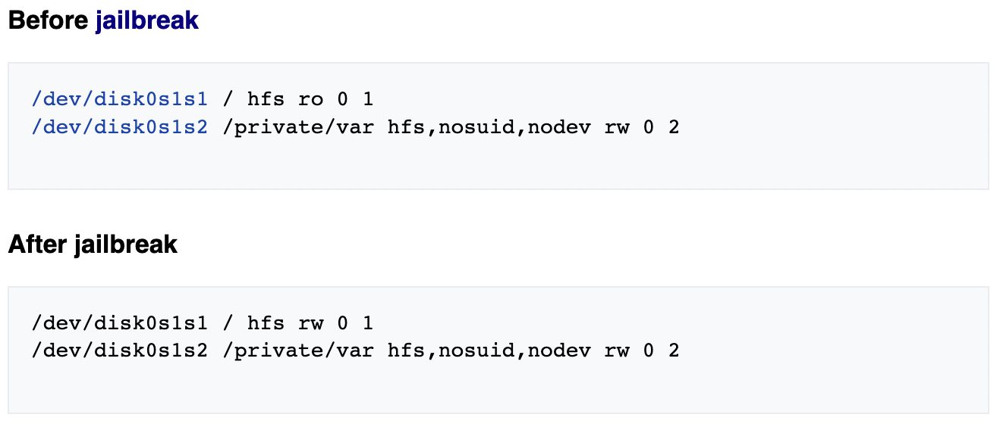 Before jailbreak
/dev/disk0s1s1 / hfs ro 0 1
/dev/disk0s1s2 /private/var hfs,nosuid,nodev rw 0 2
After jailbreak
/dev/disk0s1s1 / hfs rw 0 1
/dev/disk0s1s2 /private/var hfs,nosuid,nodev rw 0 2